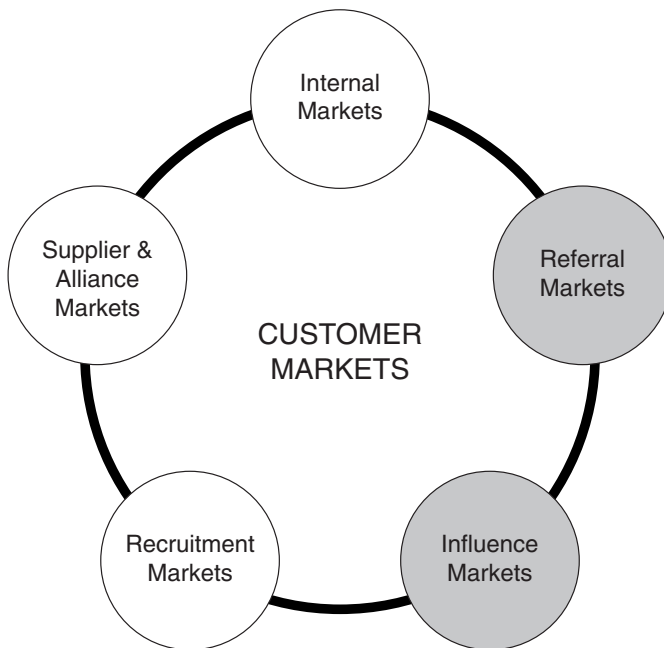 Internal
Markets
Supplier &
Alliance
Markets
Referral
Markets
CUSTOMER
MARKETS
Recruitment
Markets
Influence
Markets